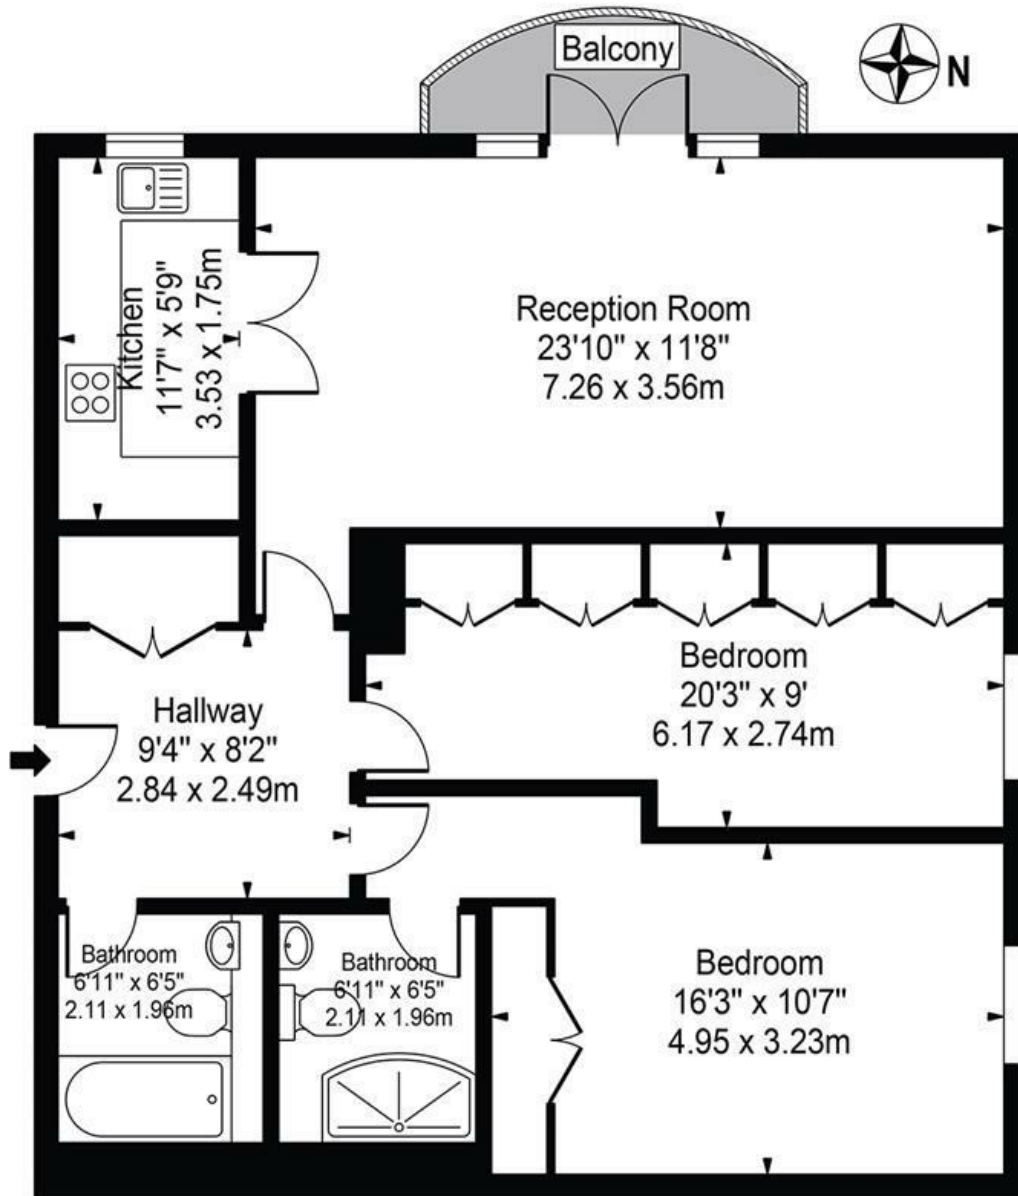 Balcony
N
Kitchen
11'7" x 5'9"
3.53 x 1.75m
Reception Room
23'10" x 11'8"
7.26 x 3.56m
Bedroom
20'3" x 9'
6.17 x 2.74m
Hallway
9'4" x 8'2"
2.84 x 2.49m
Bathroom
6'11" x 6'5"
2.11 x 1.96m
Bathroom
6'11" x 6'5"
2.11 x 1.96m
Bedroom
16'3" x 10'7"
4.95 x 3.23m